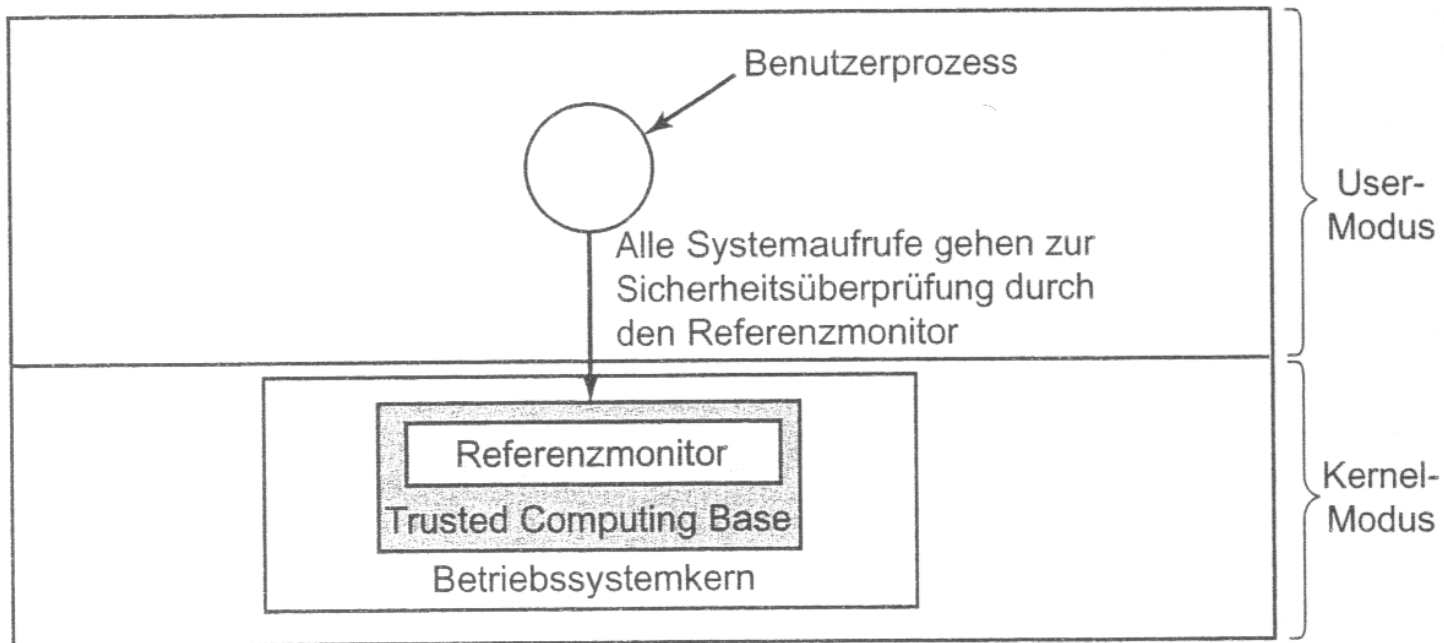 Benutzerprozess
User-
Modus
Alle Systemaufrufe gehen zur
Sicherheitsüberprüfung durch
den Referenzmonitor
Referenzmonitor
Trusted Computing Base
Betriebssystemkern
Kernel-
Modus